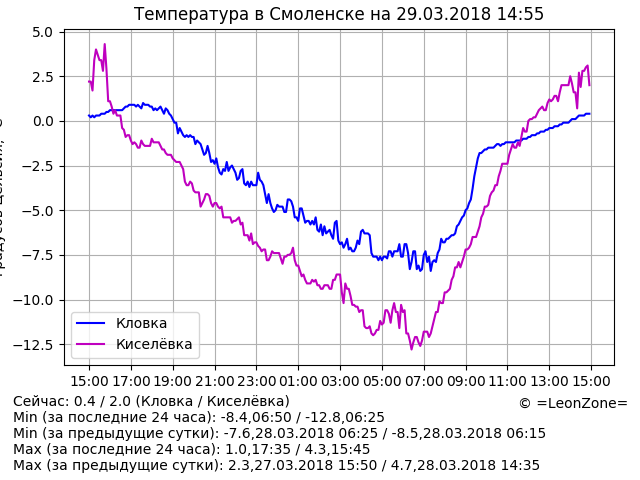 Температура в Смоленске на 29.03.2018 14:55
5.0
2.5
0.0
−2.5
−5.0
−7.5
−10.0
−12.5
Кловка
Киселёвка
15:00 17:00 19:00 21:00 23:00 01:00 03:00 05:00 07:00 09:00 11:00 13:00 15:00
Сейчас: 0.4 / 2.0 (Кловка / Киселёвка)
© =LeonZone=
Min (за последние 24 часа): -8.4,06:50 / -12.8,06:25
Min (за предыдущие сутки): -7.6,28.03.2018 06:25 / -8.5,28.03.2018 06:15
Max (за последние 24 часа): 1.0,17:35 / 4.3,15:45
Max (за предыдущие сутки): 2.3,27.03.2018 15:50 / 4.7,28.03.2018 14:35